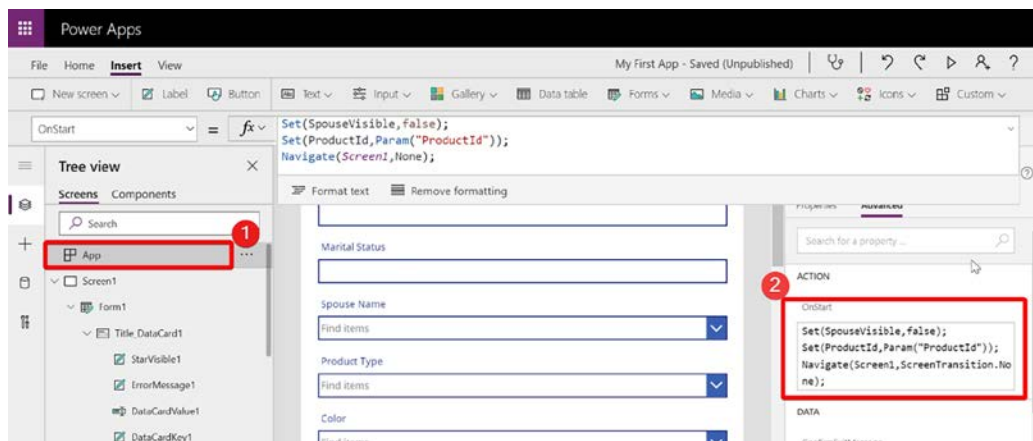 Power Apps
File Home Insert View My First App - Saved (Unpublished) ?
New screen Label Button Text Input Gallery Data table Forms Media Charts Icons Custom
OnStart = fx Set(SpouseVisible,false);
Set(ProductId,Param("ProductId"));
Navigate(Screen1,None);
Format text Remove formatting
Tree view
Screens Components
Search
1
App ...
Screen1
Form1
Title_DataCard1
StarVisible1
ErrorMessage1
DataCardValue1
DataCardKey1
Marital Status
Spouse Name
Find items
Product Type
Find items
Color
Find items
Properties Advanced
Search for a property ...
ACTION
2
OnStart
Set(SpouseVisible,false);
Set(ProductId,Param("ProductId"));
Navigate(Screen1,ScreenTransition.No
ne);
DATA